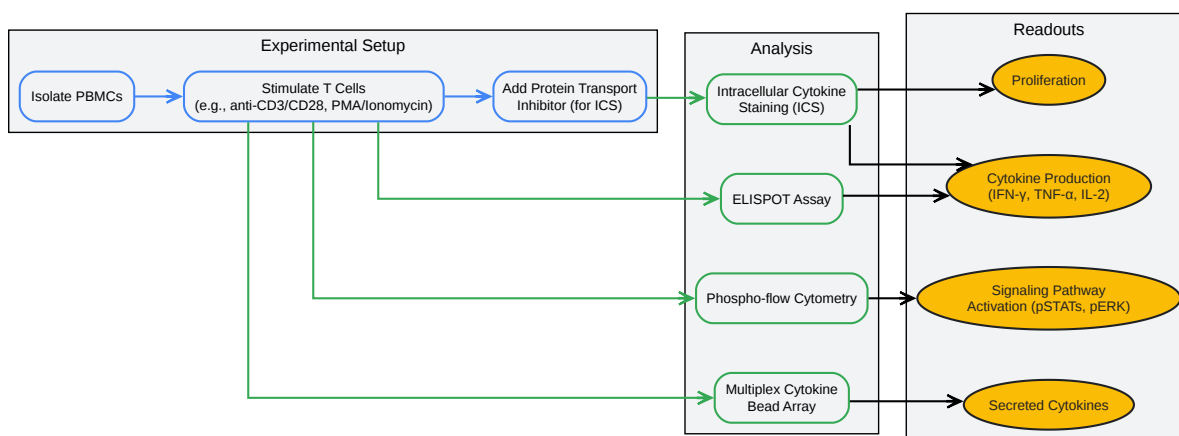 Experimental Setup
Isolate PBMCs
Stimulate T Cells
(e.g., anti-CD3/CD28, PMA/Ionomycin)
Add Protein Transport
Inhibitor (for ICS)
Analysis
Intracellular Cytokine
Staining (ICS)
ELISPOT Assay
Phospho-flow Cytometry
Multiplex Cytokine
Bead Array
Readouts
Proliferation
Cytokine Production
(IFN-γ, TNF-α, IL-2)
Signaling Pathway
Activation (pSTATs, pERK)
Secreted Cytokines